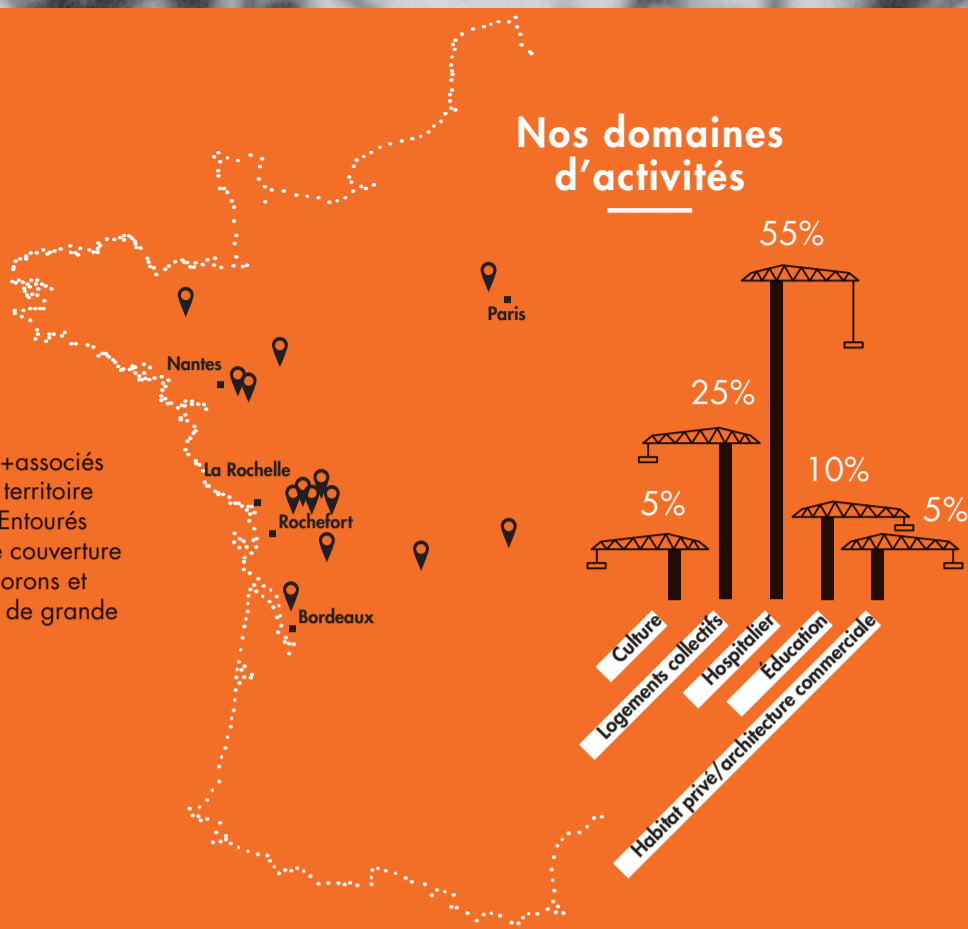 Nos domaines
d’activités
55%
25%
10%
5%
5%
Culture
Logements collectifs
Hospitalier
Éducation
Habitat privé/architecture commerciale
Paris
Nantes
La Rochelle
Rochefort
Bordeaux
+associés
territoire
Entourés
couverture
orons et
de grande